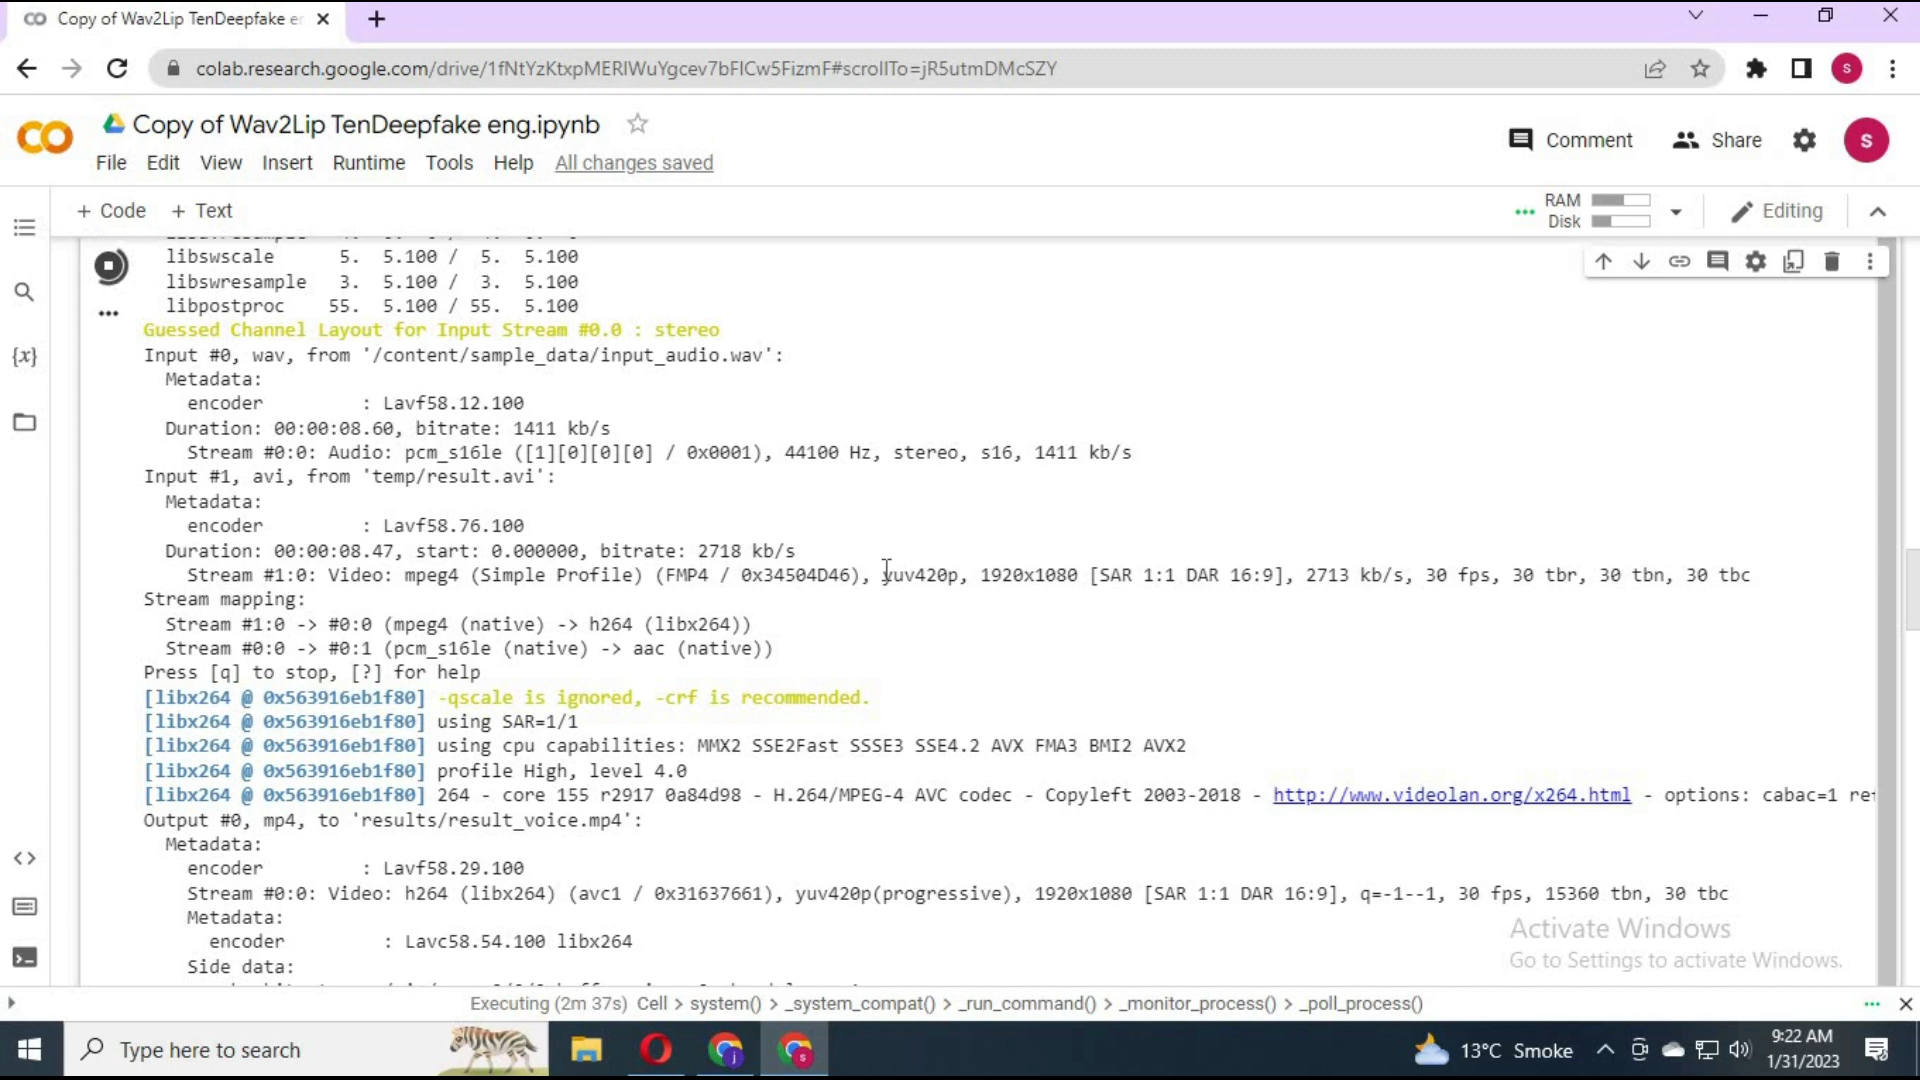 Copy of Wav2Lip TenDeepfake en
colab.research.google.com/drive/1fNtYzKtxpMERlWuYgcev7bFlCw5FizmF#scrollTo=jR5utmDMcSZY
S
Copy of Wav2Lip TenDeepfake eng.ipynb
Comment
Share
S
File Edit View Insert Runtime Tools Help All changes saved
+ Code + Text
RAM
Disk
Editing
libswscale 5. 5.100 / 5. 5.100
libswresample 3. 5.100 / 3. 5.100
libpostproc 55. 5.100 / 55. 5.100
Guessed Channel Layout for Input Stream #0.0 : stereo
Input #0, wav, from '/content/sample_data/input_audio.wav':
Metadata:
encoder : Lavf58.12.100
Duration: 00:00:08.60, bitrate: 1411 kb/s
Stream #0:0: Audio: pcm_s16le ([1][0][0][0] / 0x0001), 44100 Hz, stereo, s16, 1411 kb/s
Input #1, avi, from 'temp/result.avi':
Metadata:
encoder : Lavf58.76.100
Duration: 00:00:08.47, start: 0.000000, bitrate: 2718 kb/s
Stream #1:0: Video: mpeg4 (Simple Profile) (FMP4 / 0x34504D46), yuv420p, 1920x1080 [SAR 1:1 DAR 16:9], 2713 kb/s, 30 fps, 30 tbr, 30 tbn, 30 tbc
Stream mapping:
Stream #1:0 -> #0:0 (mpeg4 (native) -> h264 (libx264))
Stream #0:0 -> #0:1 (pcm_s16le (native) -> aac (native))
Press [q] to stop, [?] for help
[libx264 @ 0x563916eb1f80] -qscale is ignored, -crf is recommended.
[libx264 @ 0x563916eb1f80] using SAR=1/1
[libx264 @ 0x563916eb1f80] using cpu capabilities: MMX2 SSE2Fast SSSE3 SSE4.2 AVX FMA3 BMI2 AVX2
[libx264 @ 0x563916eb1f80] profile High, level 4.0
[libx264 @ 0x563916eb1f80] 264 - core 155 r2917 0a84d98 - H.264/MPEG-4 AVC codec - Copyleft 2003-2018 - http://www.videolan.org/x264.html - options: cabac=1
Output #0, mp4, to 'results/result_voice.mp4':
Metadata:
encoder : Lavf58.29.100
Stream #0:0: Video: h264 (libx264) (avc1 / 0x31637661), yuv420p(progressive), 1920x1080 [SAR 1:1 DAR 16:9], q=-1--1, 30 fps, 15360 tbn, 30 tbc
Metadata:
encoder : Lavc58.54.100 libx264
Side data:
Activate Windows
Go to Settings to activate Windows.
Executing (2m 37s) Cell > system() > _system_compat() > _run_command() > _monitor_process() > _poll_process()
Type here to search
13°C Smoke
9:22 AM
1/31/2023